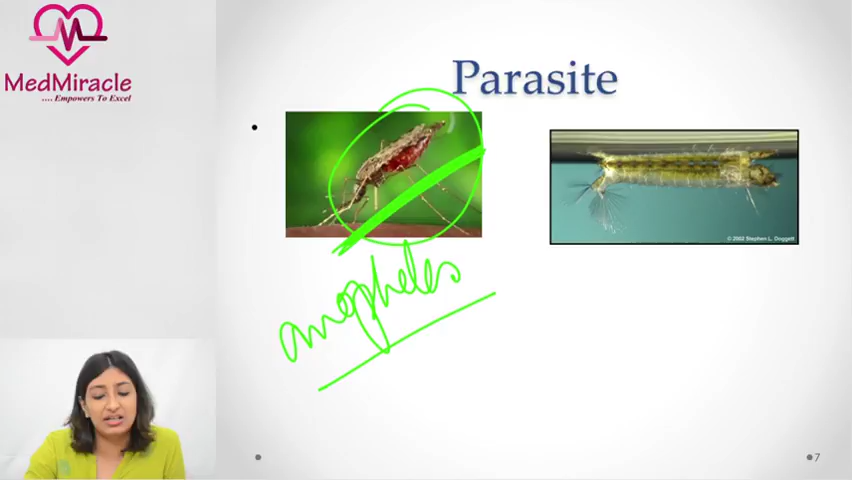 MedMiracle
.... Empowers To Excel
Parasite
© 2002 Stephen L. Doggett
anopheles
7